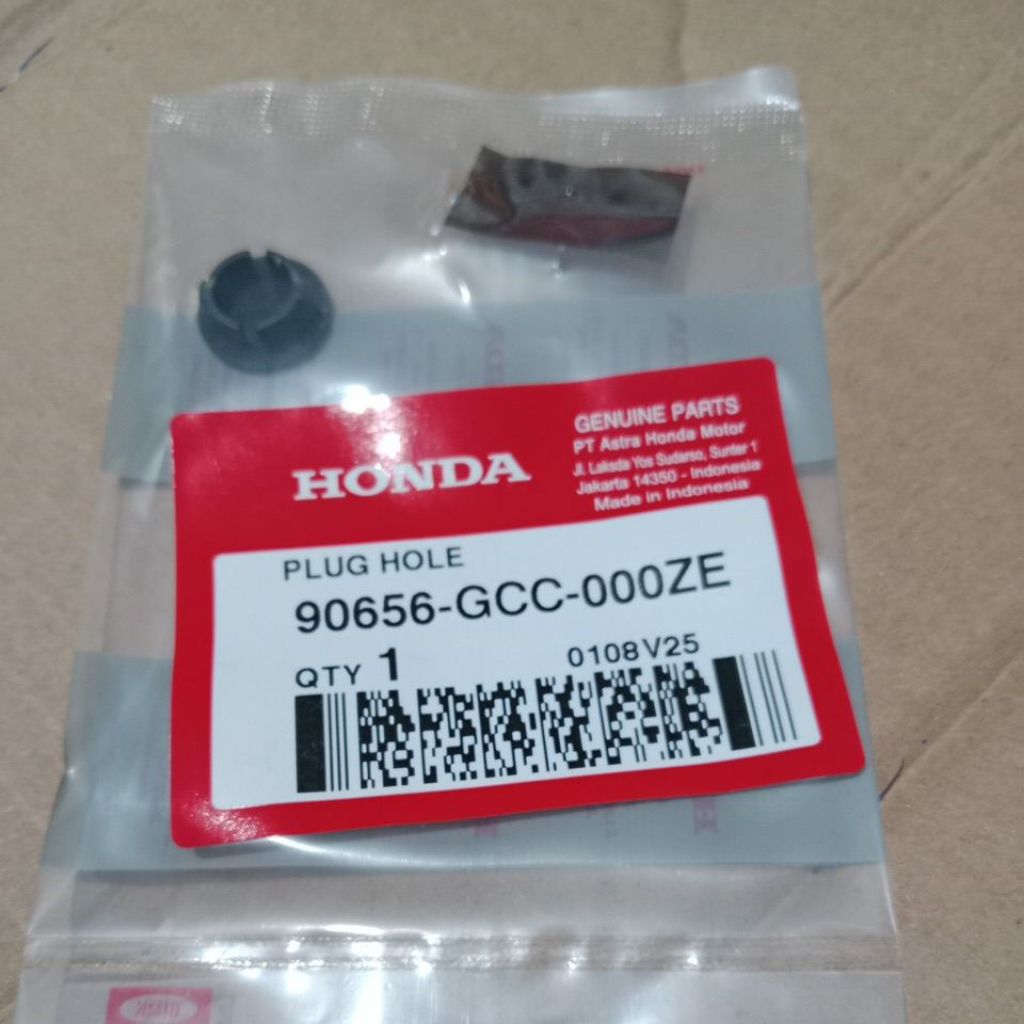 HONDA
GENUINE PARTS
PT Astra Honda Motor
Jl. Laksda Yos Sudarso, Sunter 1
Jakarta 14350 - Indonesia
Made in Indonesia
PLUG HOLE
90656-GCC-000ZE
QTY 1
0108V25